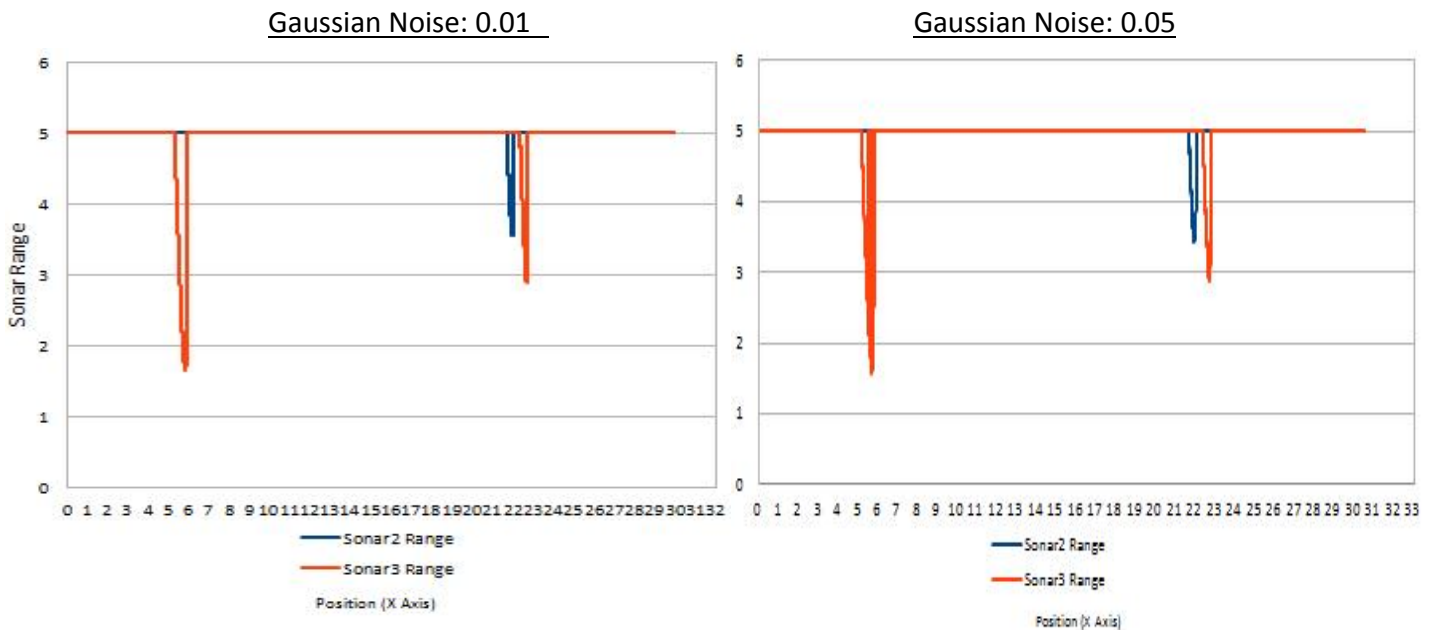 Gaussian Noise: 0.01
6
5
4
3
2
1
0
Sonar Range
0 1 2 3 4 5 6 7 8 9 1011121314151617181920212223242526272829303132
Sonar2 Range
Sonar3 Range
Position (X Axis)
Gaussian Noise: 0.05
6
5
4
3
2
1
0
0 1 2 3 4 5 6 7 8 9 10 11 12 13 14 15 16 17 18 19 20 21 22 23 24 25 26 27 28 29 30 31 32 33
Sonar2 Range
Sonar3 Range
Position (X Axis)